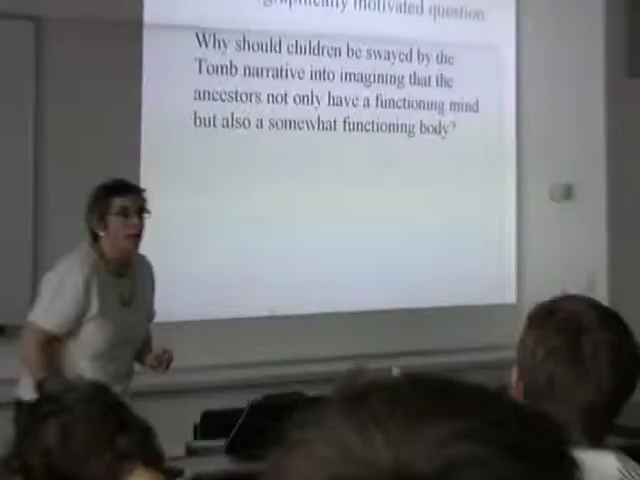 motivated question
Why should children be swayed by the
Tomb narrative into imagining that the
ancestors not only have a functioning mind
but also a somewhat functioning body?